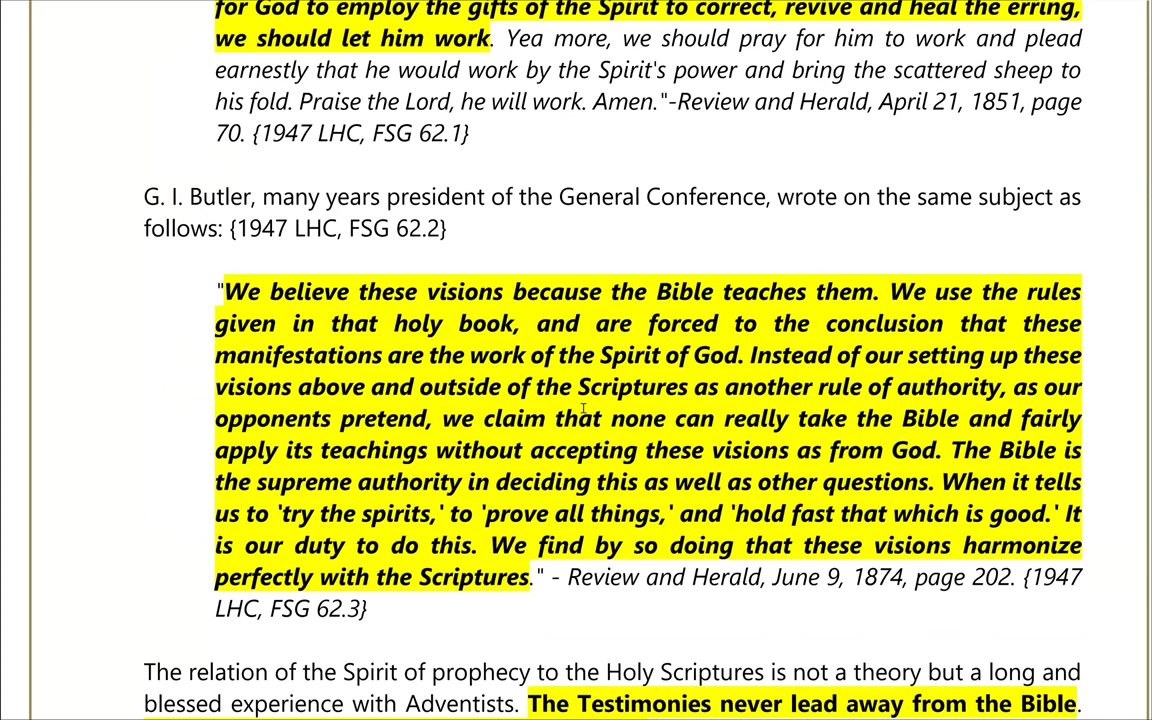 for God to employ the gifts of the Spirit to correct, revive and heal the erring,
we should let him work. Yea more, we should pray for him to work and plead
earnestly that he would work by the Spirit's power and bring the scattered sheep to
his fold. Praise the Lord, he will work. Amen."-Review and Herald, April 21, 1851, page
70. {1947 LHC, FSG 62.1}
G. I. Butler, many years president of the General Conference, wrote on the same subject as
follows: {1947 LHC, FSG 62.2}
"We believe these visions because the Bible teaches them. We use the rules
given in that holy book, and are forced to the conclusion that these
manifestations are the work of the Spirit of God. Instead of our setting up these
visions above and outside of the Scriptures as another rule of authority, as our
opponents pretend, we claim that none can really take the Bible and fairly
apply its teachings without accepting these visions as from God. The Bible is
the supreme authority in deciding this as well as other questions. When it tells
us to 'try the spirits,' to 'prove all things,' and 'hold fast that which is good.' It
is our duty to do this. We find by so doing that these visions harmonize
perfectly with the Scriptures." - Review and Herald, June 9, 1874, page 202. {1947
LHC, FSG 62.3}
The relation of the Spirit of prophecy to the Holy Scriptures is not a theory but a long and
blessed experience with Adventists. The Testimonies never lead away from the Bible.